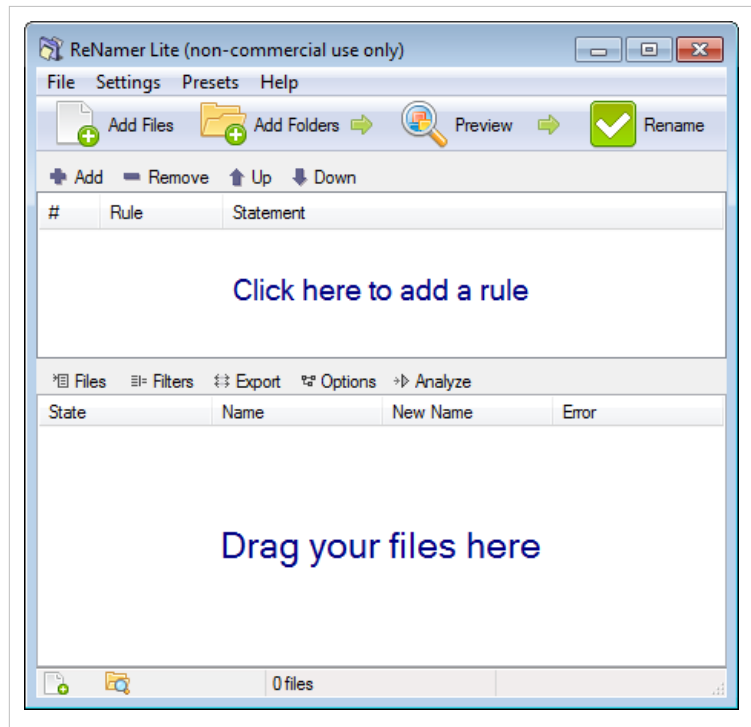 ReNamer Lite (non-commercial use only)
File Settings Presets Help
Add Files Add Folders Preview Rename
Add Remove Up Down
# Rule Statement
Click here to add a rule
Files Filters Export Options Analyze
State Name New Name Error
Drag your files here
0 files